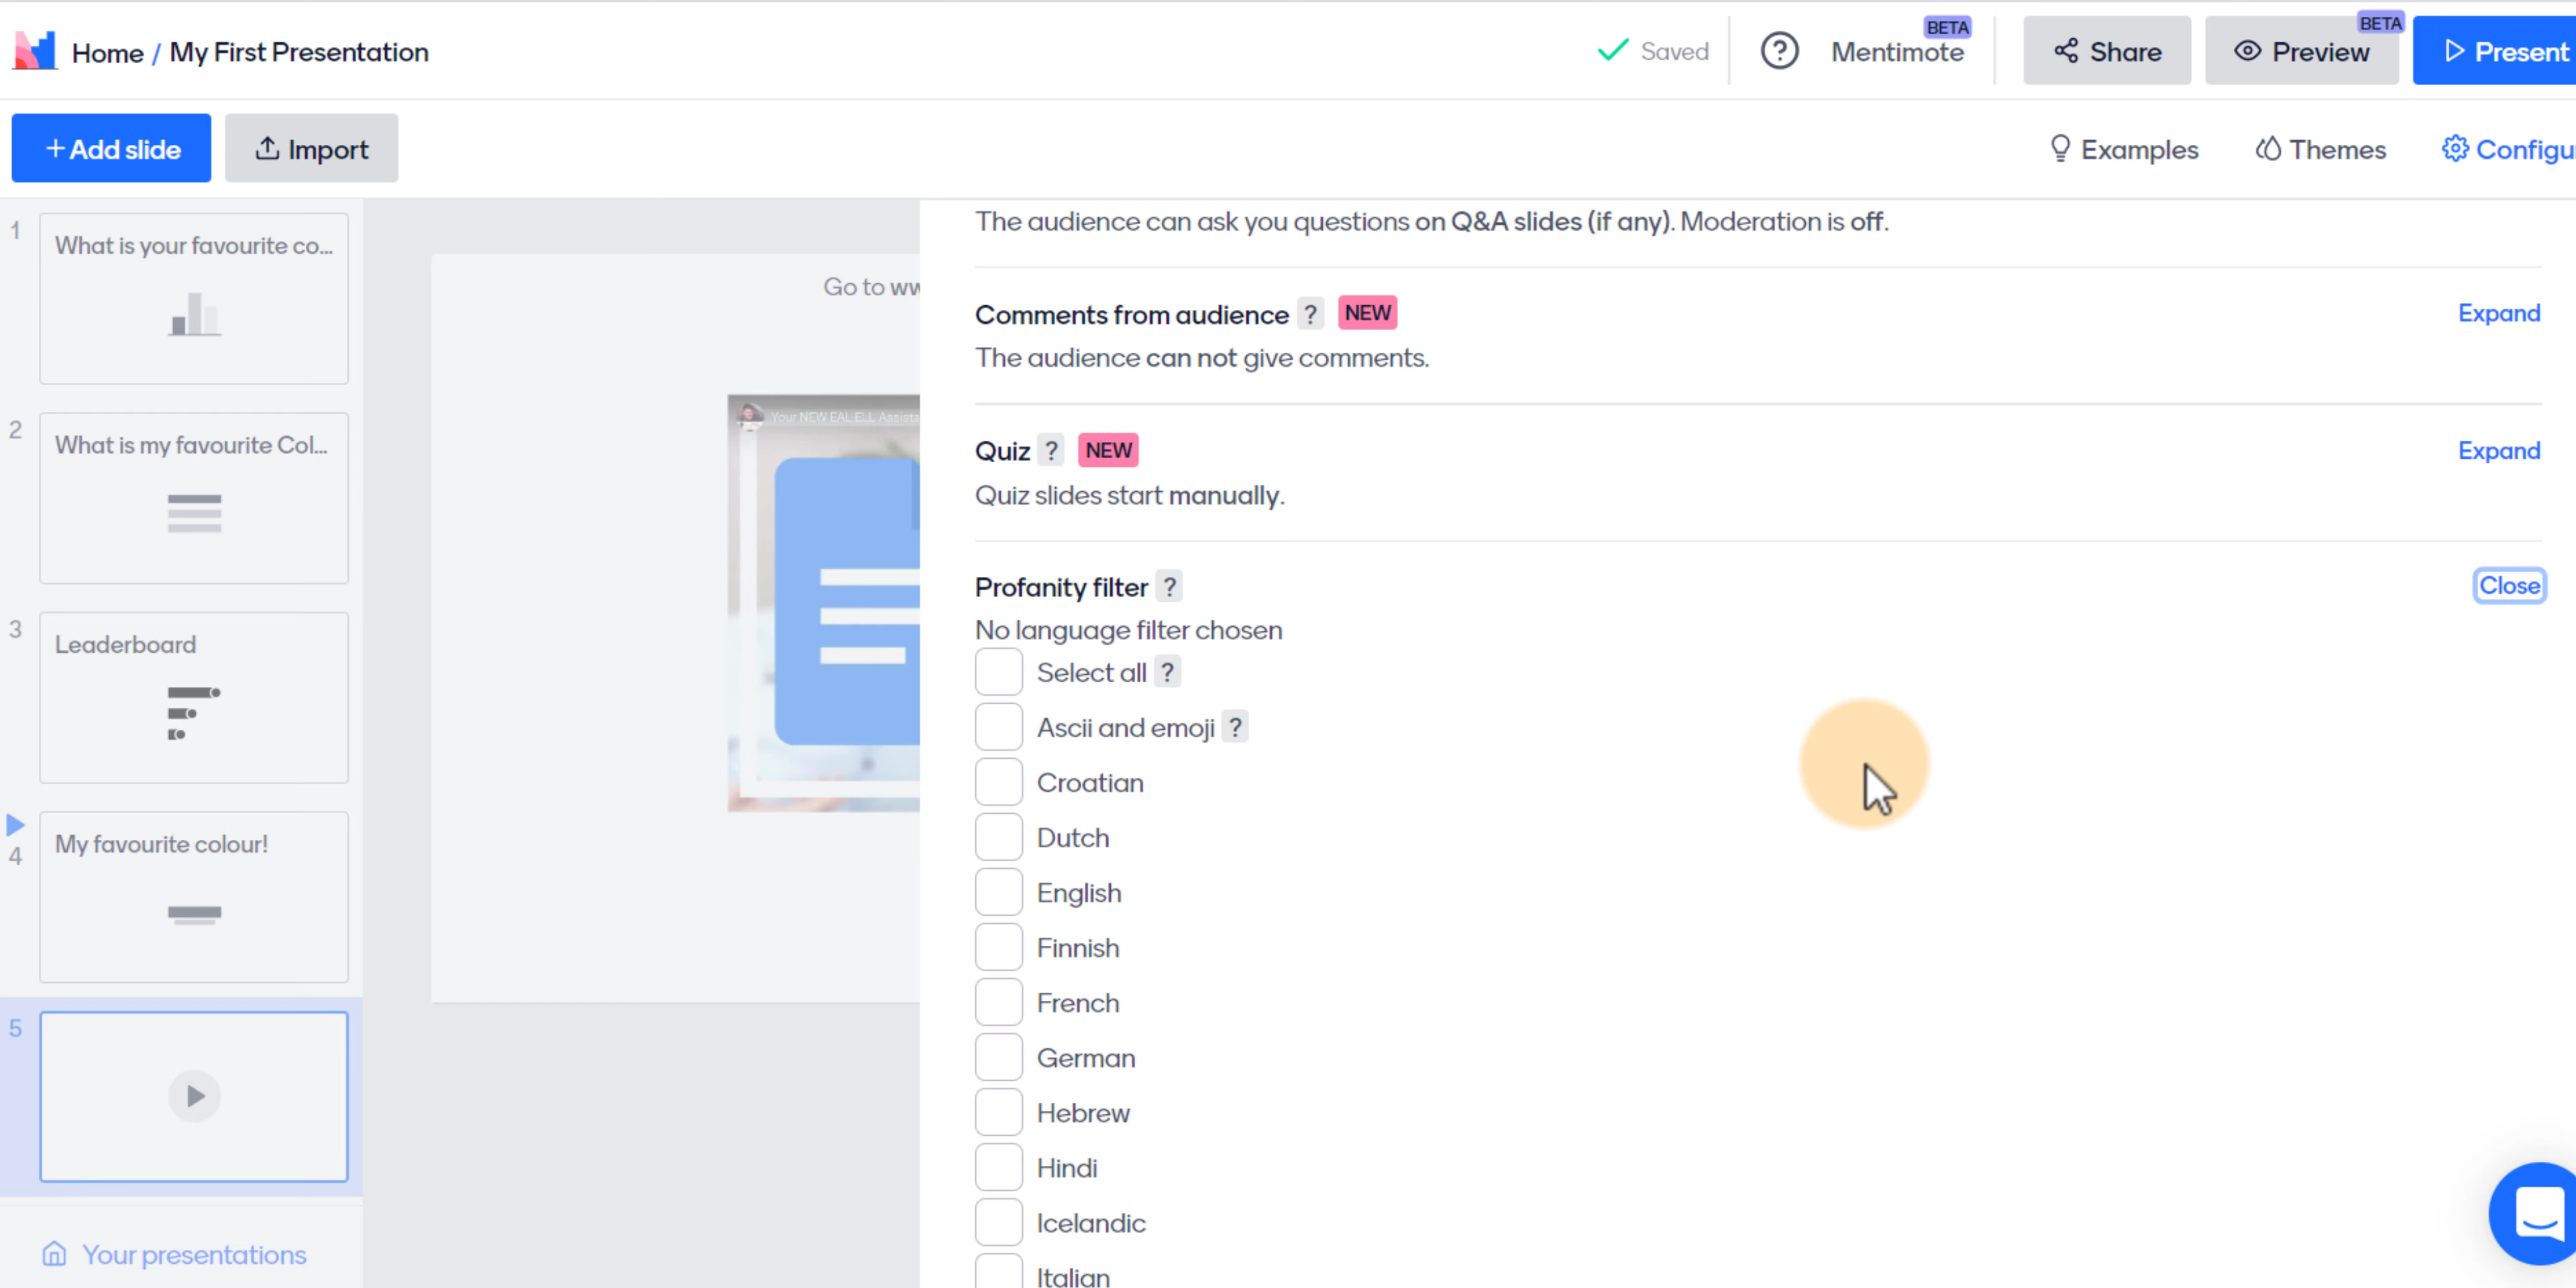 Home / My First Presentation
Saved
?
Mentimote
BETA
Share
Preview
BETA
Present
+ Add slide
Import
Examples
Themes
1
What is your favourite co...
2
What is my favourite Col...
3
Leaderboard
4
My favourite colour!
5
Your presentations
Go to
Your NEW EAL ELL
The audience can ask you questions on Q&A slides (if any). Moderation is off.
Comments from audience ? NEW
Expand
The audience can not give comments.
Quiz ? NEW
Expand
Quiz slides start manually.
Profanity filter ?
Close
No language filter chosen
Select all ?
Ascii and emoji ?
Croatian
Dutch
English
Finnish
French
German
Hebrew
Hindi
Icelandic
Italian